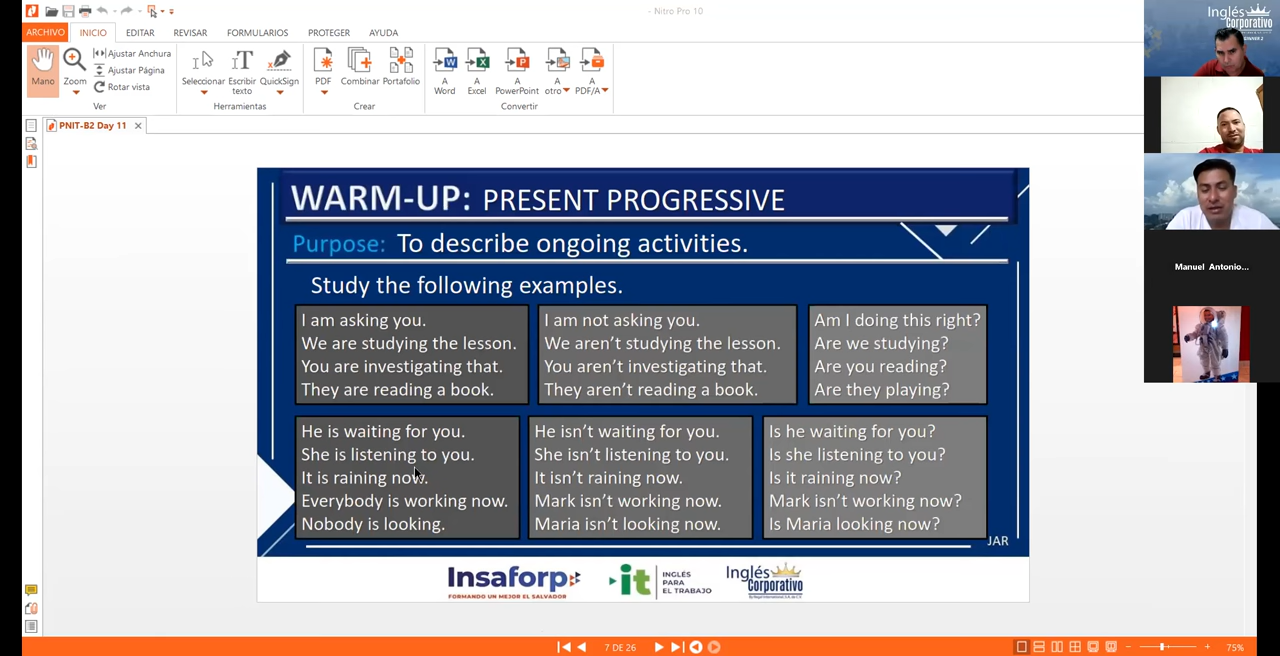 - Nitro Pro 10
ARCHIVO INICIO EDITAR REVISAR FORMULARIOS PROTEGER AYUDA
Mano
Zoom
Ajustar Anchura
Ajustar Página
Rotar vista
Ver
Seleccionar
Escribir texto
QuickSign
Herramientas
PDF
Combinar
Portafolio
Crear
A Word
A Excel
A PowerPoint
A otro
A PDF/A
Convertir
PNIT-B2 Day 11
WARM-UP: PRESENT PROGRESSIVE
Purpose: To describe ongoing activities.
Study the following examples.
I am asking you.
We are studying the lesson.
You are investigating that.
They are reading a book.
I am not asking you.
We aren't studying the lesson.
You aren't investigating that.
They aren't reading a book.
Am I doing this right?
Are we studying?
Are you reading?
Are they playing?
He is waiting for you.
She is listening to you.
It is raining now.
Everybody is working now.
Nobody is looking.
He isn't waiting for you.
She isn't listening to you.
It isn't raining now.
Mark isn't working now.
Maria isn't looking now.
Is he waiting for you?
Is she listening to you?
Is it raining now?
Mark isn't working now?
Is Maria looking now?
JAR
Insaforp
FORMANDO UN MEJOR EL SALVADOR
it
INGLÉS
PARA
EL TRABAJO
Inglés
Corporativo
7 DE 26
75%
Inglés
Corporativo
Manuel Antonio...